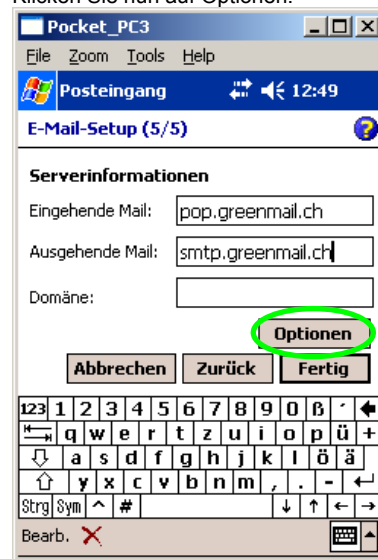 Klicken Sie nun auf Optionen.
Pocket_PC3
File Zoom Tools Help
Posteingang 12:49
E-Mail-Setup (5/5)
Serverinformationen
Eingehende Mail: pop.greenmail.ch
Ausgehende Mail: smtp.greenmail.ch
Domäne:
Optionen
Abbrechen Zurück Fertig
123 1 2 3 4 5 6 7 8 9 0 ß ´
q w e r t z u i o p ü +
a s d f g h j k l ö ä
y x c v b n m , . -
Strg Sym ^ #
Bearb.